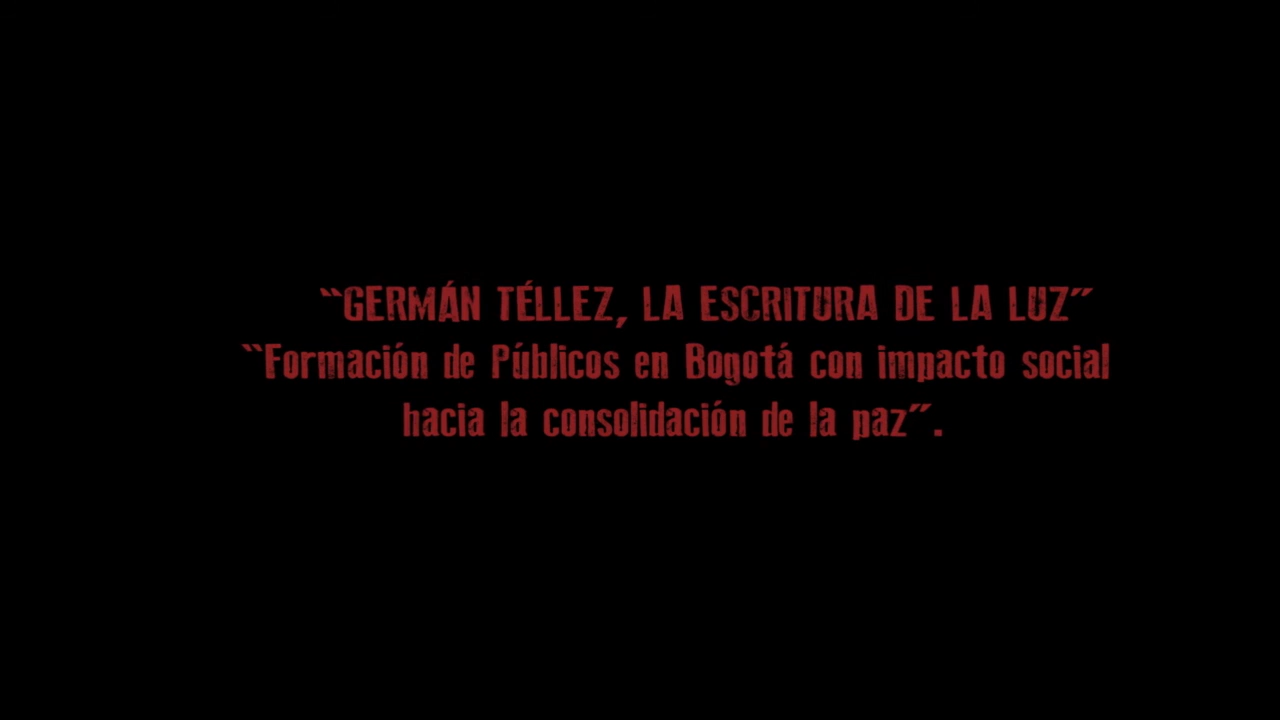 “GERMÁN TÉLLEZ, LA ESCRITURA DE LA LUZ”
“Formación de Públicos en Bogotá con impacto social
hacia la consolidación de la paz”.